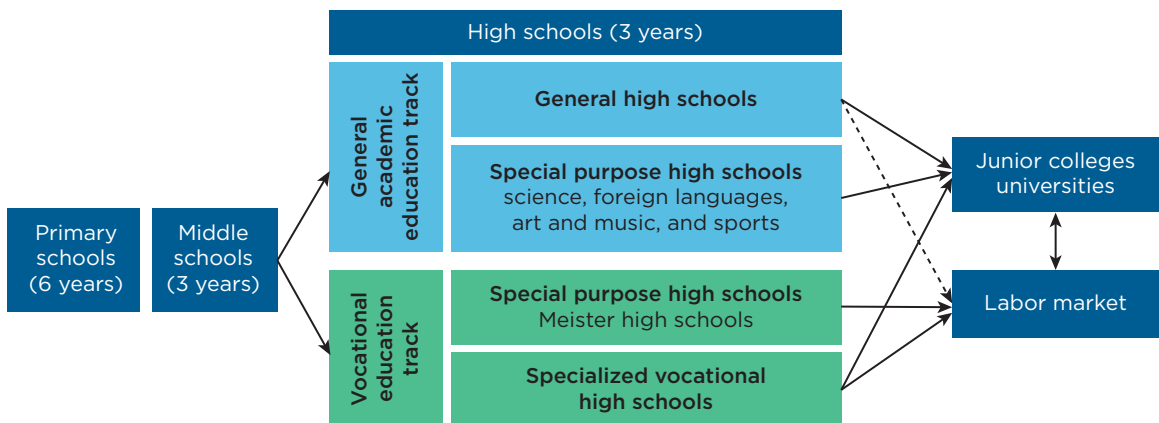 Primary
schools
(6 years)
Middle
schools
(3 years)
High schools (3 years)
General
academic
education track
General high schools
Special purpose high schools
science, foreign languages,
art and music, and sports
Vocational
education
track
Special purpose high schools
Meister high schools
Specialized vocational
high schools
Junior colleges
universities
Labor market